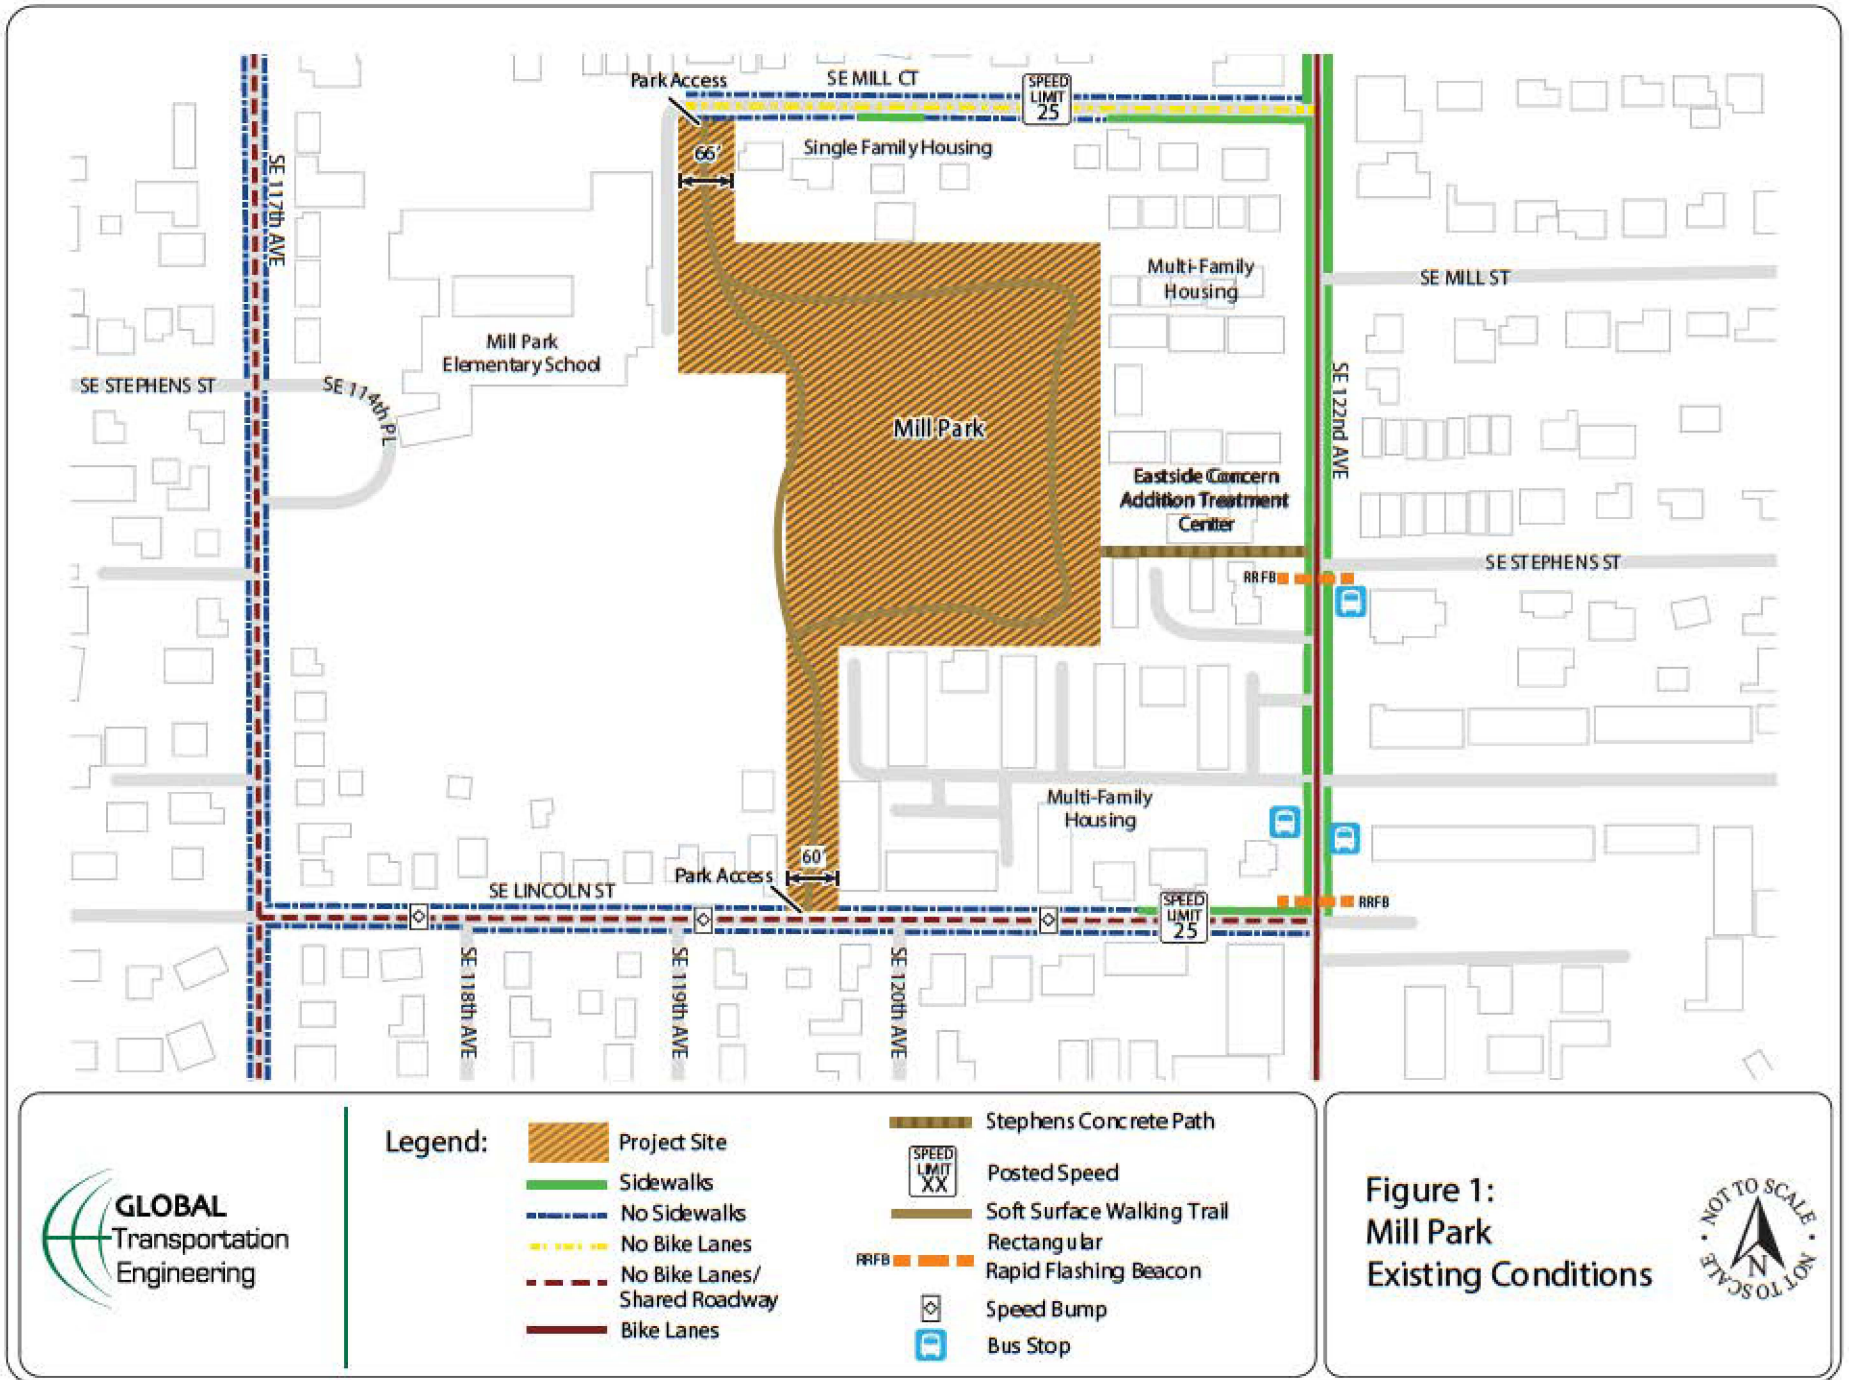 Park Access
SE MILL CT
SPEED
LIMIT
25
66'
Single Family Housing
SE 117th AVE
Multi-Family
Housing
SE MILL ST
Mill Park
Elementary School
SE STEPHENS ST
SE 114th PL
SE 122nd AVE
Mill Park
Eastside Concern
Addition Treatment
Center
SE STEPHENS ST
RRFB
Multi-Family
Housing
60'
Park Access
SE LINCOLN ST
SPEED
LIMIT
25
RRFB
SE 118th AVE
SE 119th AVE
SE 120th AVE
GLOBAL
Transportation
Engineering
Legend:
Project Site
Sidewalks
No Sidewalks
No Bike Lanes
No Bike Lanes/
Shared Roadway
Bike Lanes
Stephens Concrete Path
SPEED
LIMIT
XX
Posted Speed
Soft Surface Walking Trail
RRFB
Rectangular
Rapid Flashing Beacon
Speed Bump
Bus Stop
Figure 1:
Mill Park
Existing Conditions
NOT TO SCALE
N
NOT TO SCALE